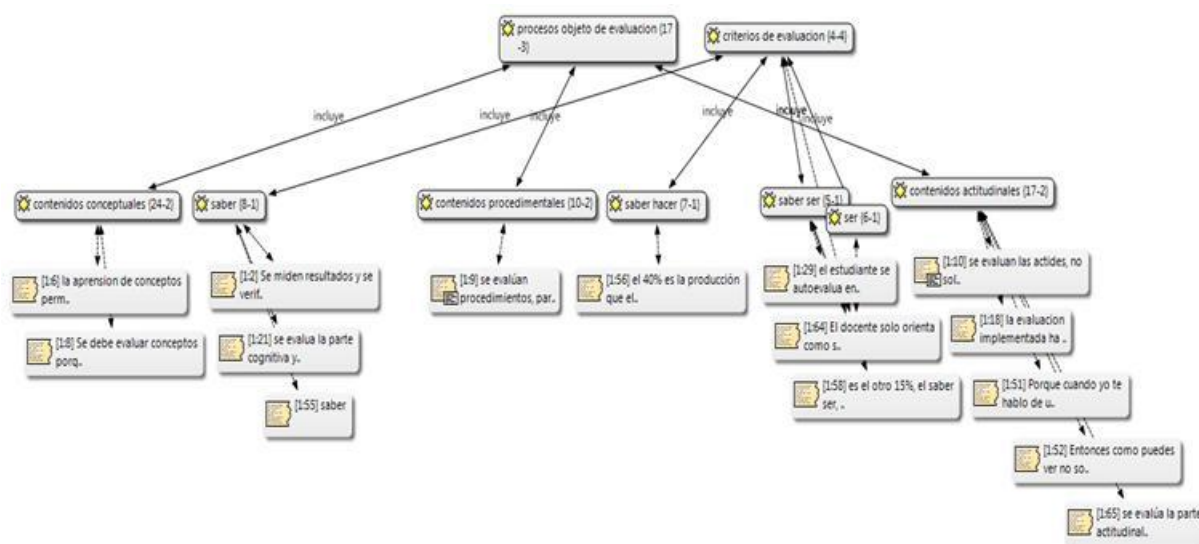 procesos objeto de evaluacion (17
-3)
criterios de evaluacion (4-4)
incluye
incluye
incluye
incluye
incluye
incluye
contenidos conceptuales (24-2)
saber (8-1)
contenidos procedimentales (10-2)
saber hacer (7-1)
saber ser (5-1)
ser (6-1)
contenidos actitudinales (17-2)
[1:6] la aprension de conceptos
perm..
[1:8] Se debe evaluar conceptos
porq..
[1:2] Se miden resultados y se
verif..
[1:21] se evalua la parte
cognitiva y..
[1:55] saber
[1:9] se evalúan
procedimientos, par..
[1:56] el 40% es la producción
que el..
[1:29] el estudiante se
autoevalua en..
[1:64] El docente solo orienta
como s..
[1:58] es el otro 15%, el saber
ser, ..
[1:10] se evaluan las actides, no
sol..
[1:18] la evaluacion
implementada ha ..
[1:51] Porque cuando yo te
hablo de u..
[1:52] Entonces como puedes
ver no so..
[1:65] se evalúa la parte
actitudinal..